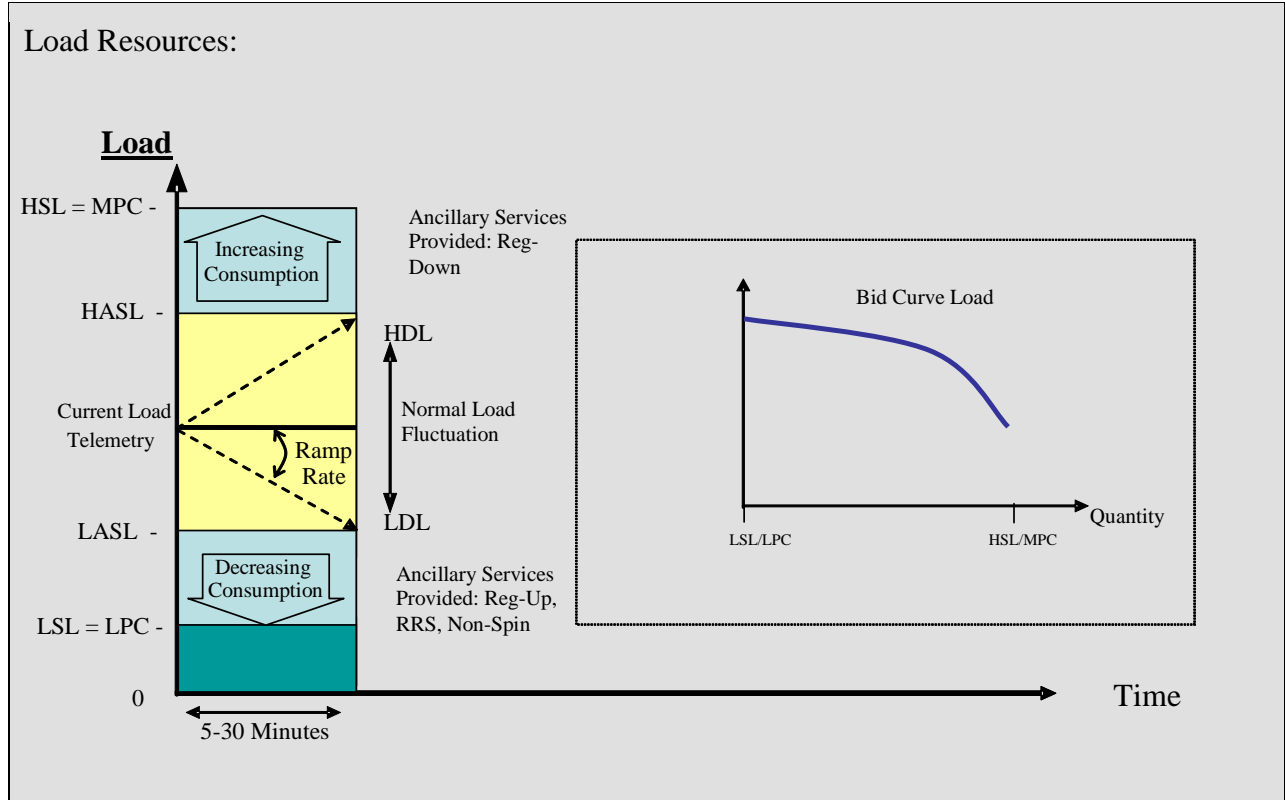 Load Resources:
Load
HSL = MPC -
Increasing
Consumption
Ancillary Services
Provided: Reg-
Down
HASL -
HDL
Current Load
Telemetry
Ramp
Rate
Normal Load
Fluctuation
LASL -
LDL
Decreasing
Consumption
Ancillary Services
Provided: Reg-Up,
RRS, Non-Spin
LSL = LPC -
0
5-30 Minutes
Time
Bid Curve Load
Quantity
LSL/LPC
HSL/MPC